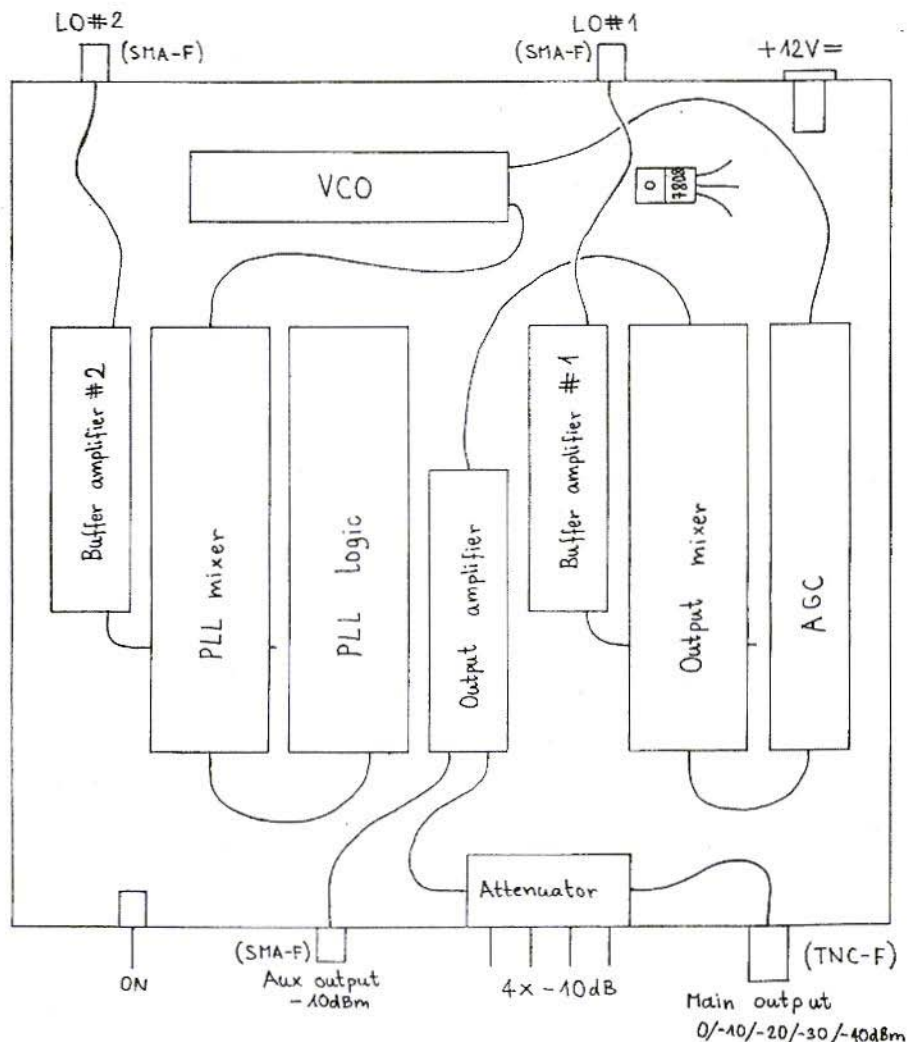 LO#2
(SMA-F)
LO#1
(SMA-F)
+12V=
VCO
7808
Buffer amplifier #2
PLL mixer
PLL Logic
Output amplifier
Buffer amplifier #1
Output mixer
AGC
Attenuator
ON
(SMA-F)
Aux output
-10dBm
4x -10dB
(TNC-F)
Main output
0/-10/-20/-30/-40dBm